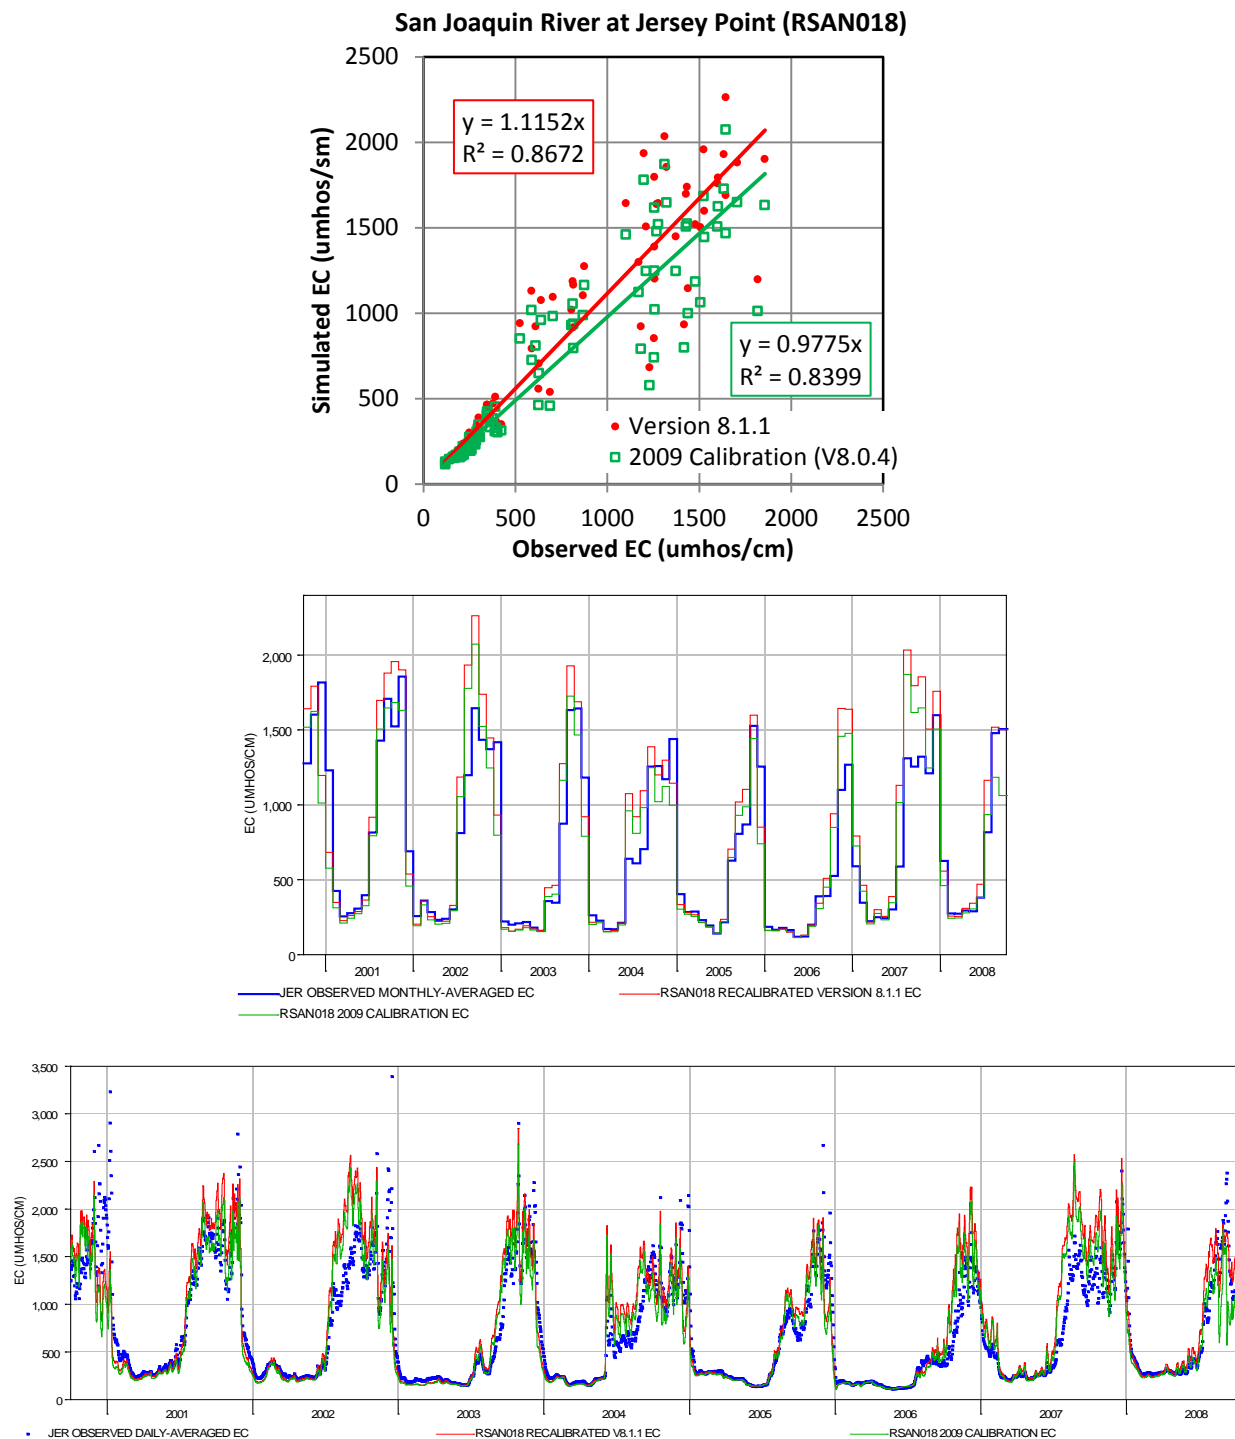 San Joaquin River at Jersey Point (RSAN018)
2500
2000
1500
1000
500
0
Simulated EC (umhos/sm)
y = 1.1152x
R² = 0.8672
y = 0.9775x
R² = 0.8399
Version 8.1.1
2009 Calibration (V8.0.4)
0 500 1000 1500 2000 2500
Observed EC (umhos/cm)
2,000
1,500
1,000
500
0
EC (UMHOS/CM)
2001 2002 2003 2004 2005 2006 2007 2008
JER OBSERVED MONTHLY-AVERAGED EC RSAN018 RECALIBRATED VERSION 8.1.1 EC
RSAN018 2009 CALIBRATION EC
3,500
3,000
2,500
2,000
1,500
1,000
500
0
EC (UMHOS/CM)
2001 2002 2003 2004 2005 2006 2007 2008
JER OBSERVED DAILY-AVERAGED EC RSAN018 RECALIBRATED V8.1.1 EC RSAN018 2009 CALIBRATION EC